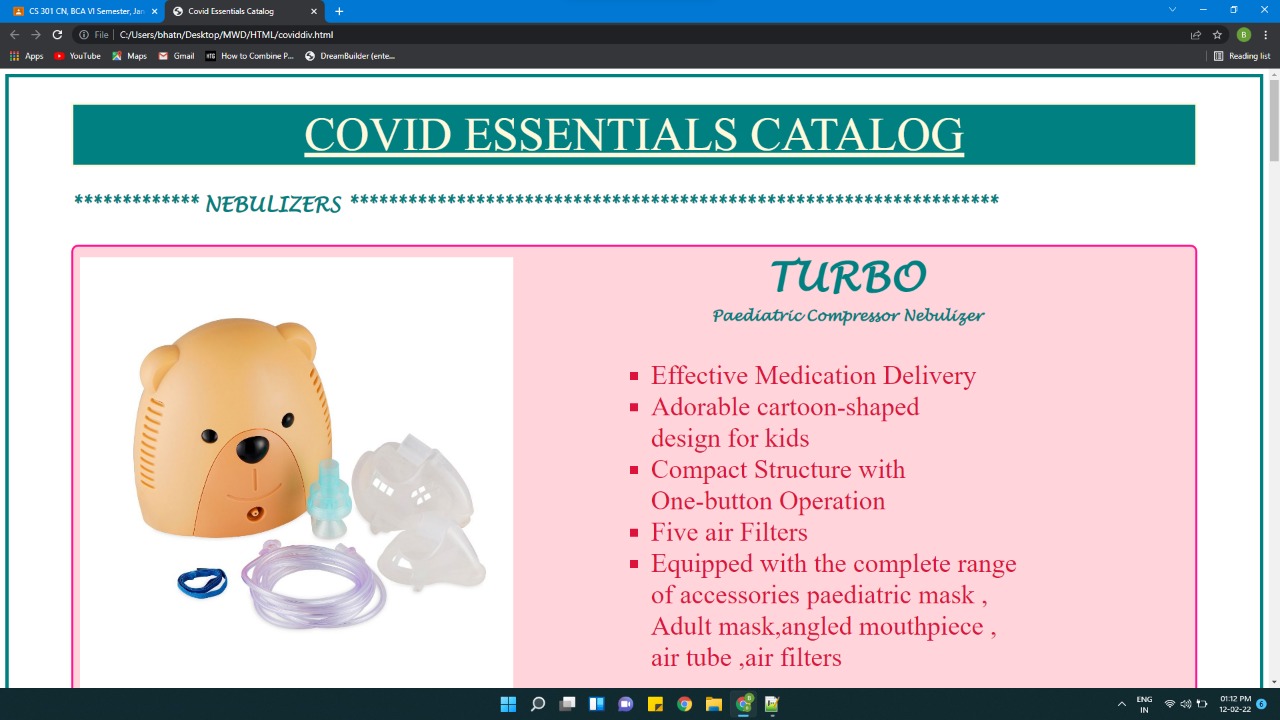 CS 301 CN, BCA VI Semester, Jan
Covid Essentials Catalog
File | C:/Users/bhatn/Desktop/MWD/HTML/coviddiv.html
B
Apps YouTube Maps Gmail How to Combine P... DreamBuilder (ente... Reading list
COVID ESSENTIALS CATALOG
************* NEBULIZERS *******************************************************************
TURBO
Paediatric Compressor Nebulizer
Effective Medication Delivery
Adorable cartoon-shaped
design for kids
Compact Structure with
One-button Operation
Five air Filters
Equipped with the complete range
of accessories paediatric mask ,
Adult mask,angled mouthpiece ,
air tube ,air filters
ENG
IN
01:12 PM
12-02-22
6